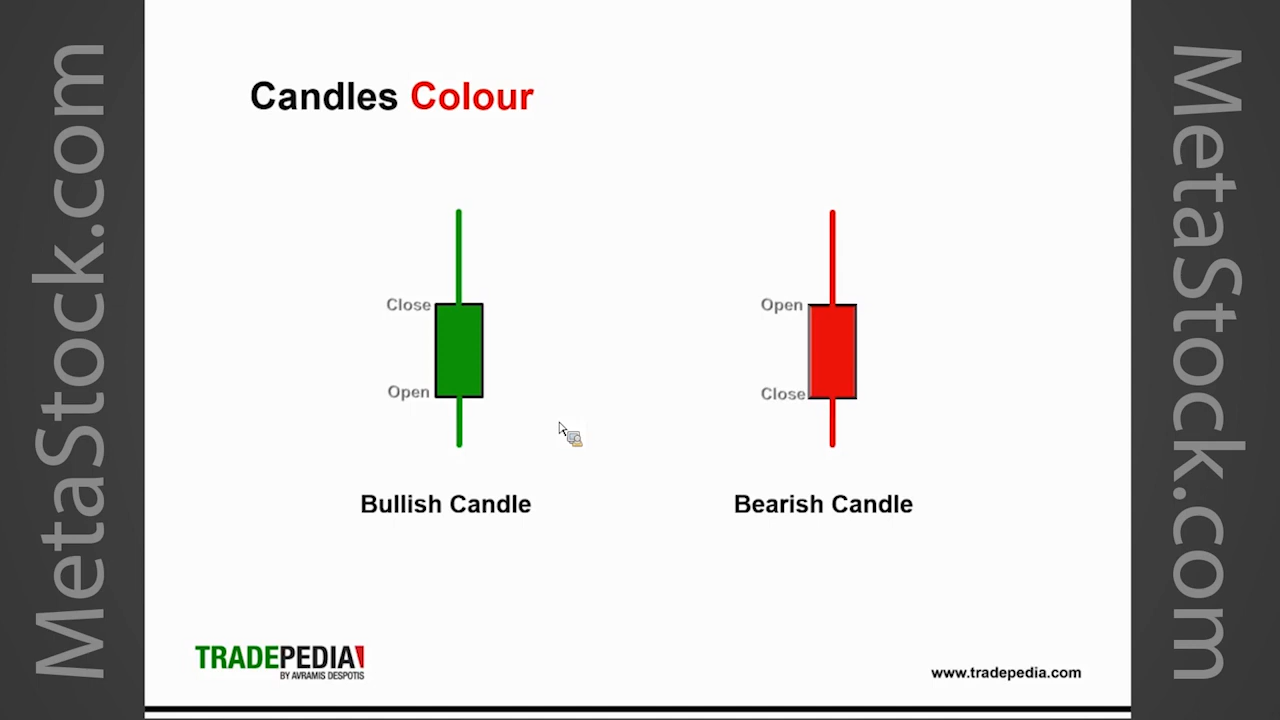 MetaStock.com
Candles Colour
Close
Open
Open
Close
Bullish Candle
Bearish Candle
TRADEPEDIA
BY AVRAMIS DESPOTIS
www.tradepedia.com
MetaStock.com